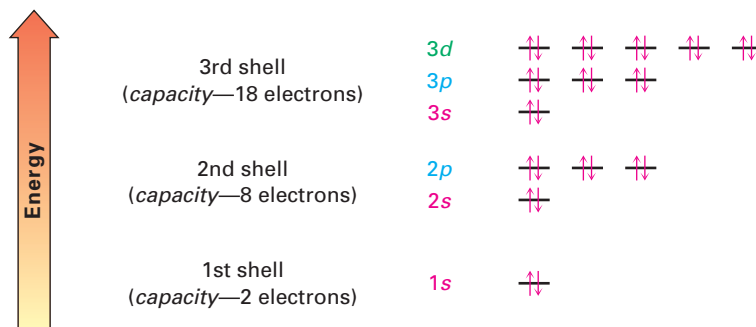 3d
3rd shell
(capacity—18 electrons)
3p
3s
2nd shell
(capacity—8 electrons)
2p
2s
1st shell
(capacity—2 electrons)
1s
Energy